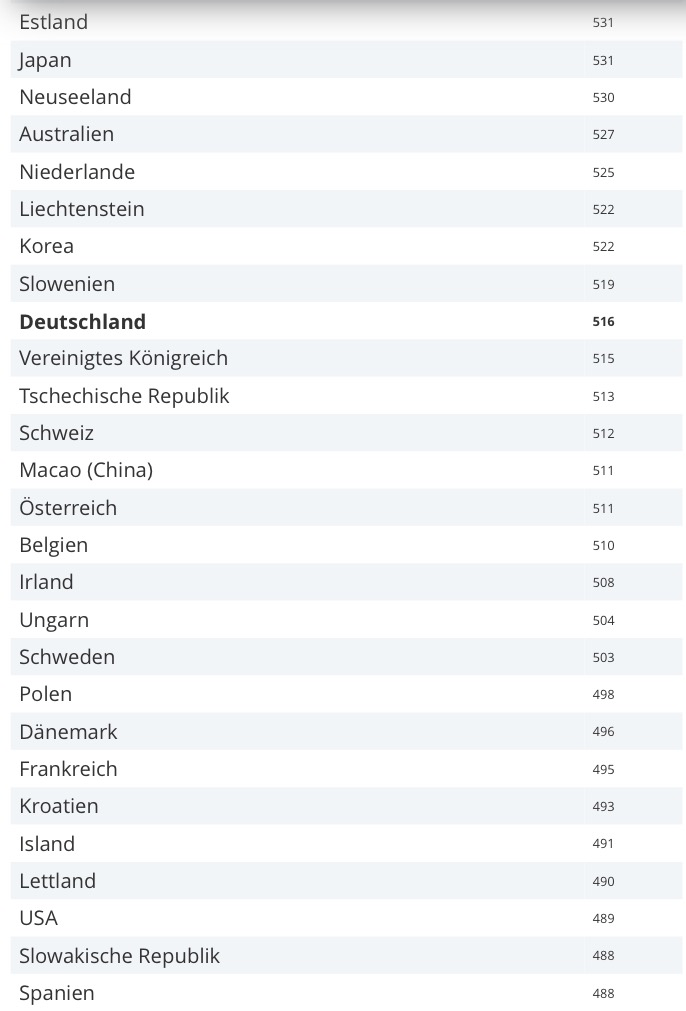 Estland 531
Japan 531
Neuseeland 530
Australien 527
Niederlande 525
Liechtenstein 522
Korea 522
Slowenien 519
Deutschland 516
Vereinigtes Königreich 515
Tschechische Republik 513
Schweiz 512
Macao (China) 511
Österreich 511
Belgien 510
Irland 508
Ungarn 504
Schweden 503
Polen 498
Dänemark 496
Frankreich 495
Kroatien 493
Island 491
Lettland 490
USA 489
Slowakische Republik 488
Spanien 488